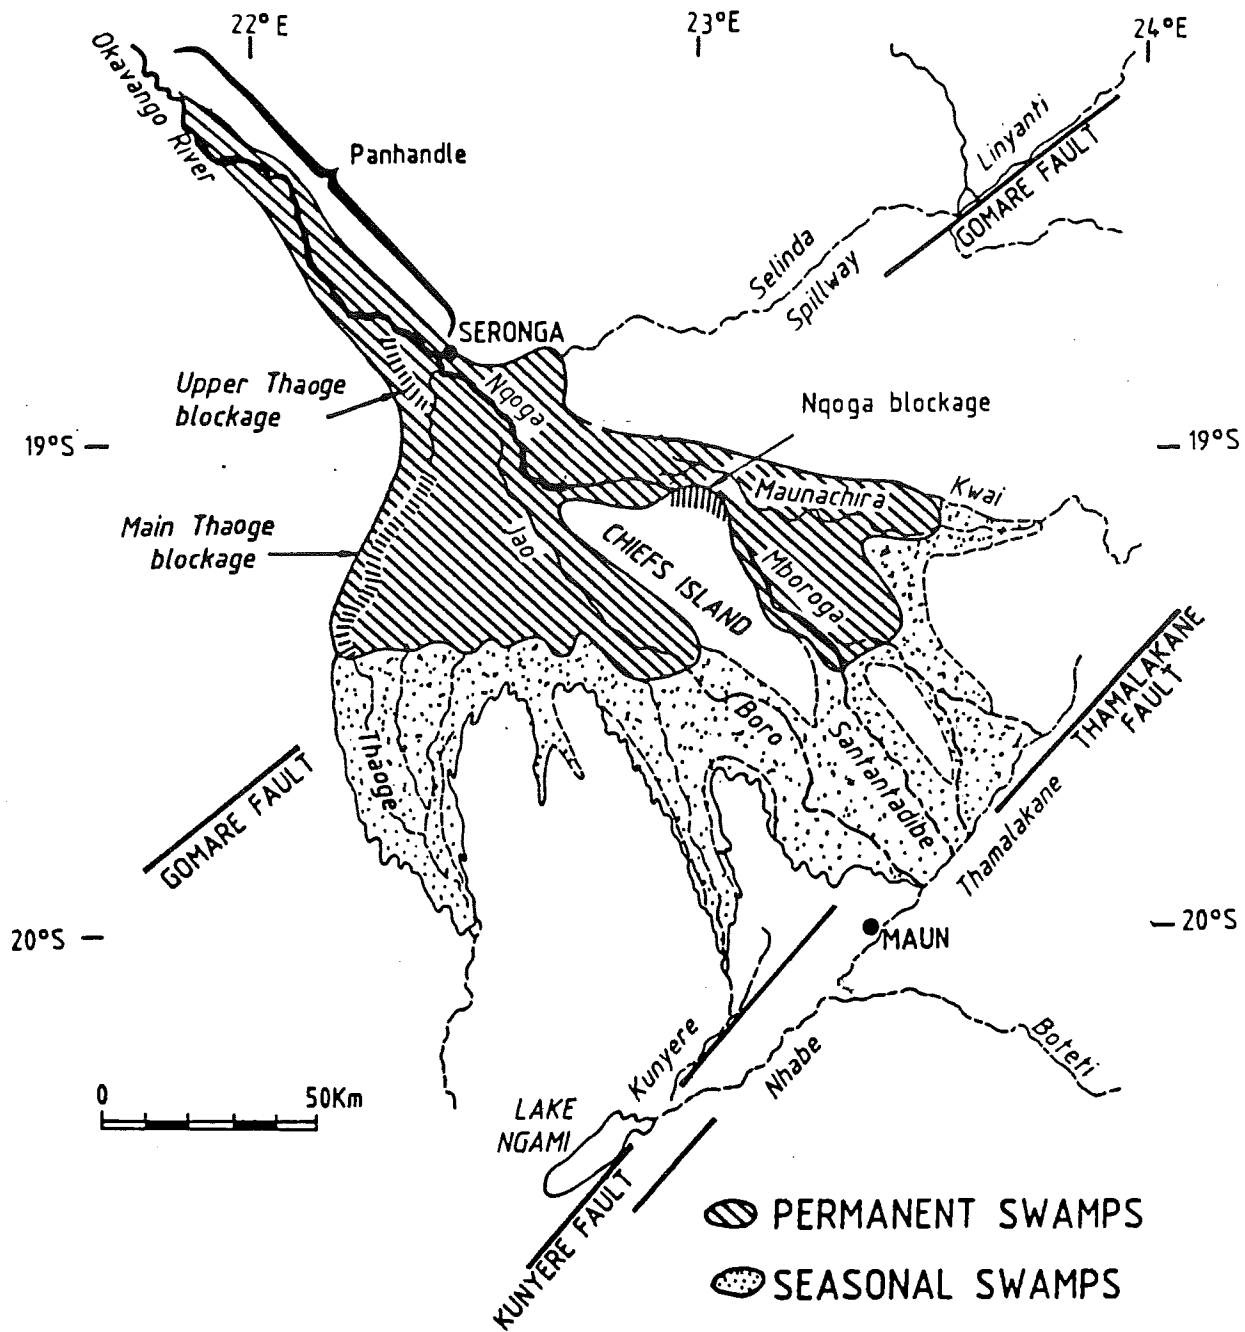 22°E
23°E
24°E
Okavango River
Panhandle
Linyanti
GOMARE FAULT
Selinda
Spillway
SERONGA
Upper Thaoge
blockage
Nqoga
Nqoga blockage
19°S
19°S
Maunachira
Kwai
Main Thaoge
blockage
Jao
CHIEFS ISLAND
Mboroga
THAMALAKANE
FAULT
Thaoge
Boro
Santantadibe
GOMARE FAULT
Thamalakane
20°S
20°S
MAUN
Kunyere
Nhabe
Boteti
0 50Km
LAKE
NGAMI
KUNYERE FAULT
PERMANENT SWAMPS
SEASONAL SWAMPS